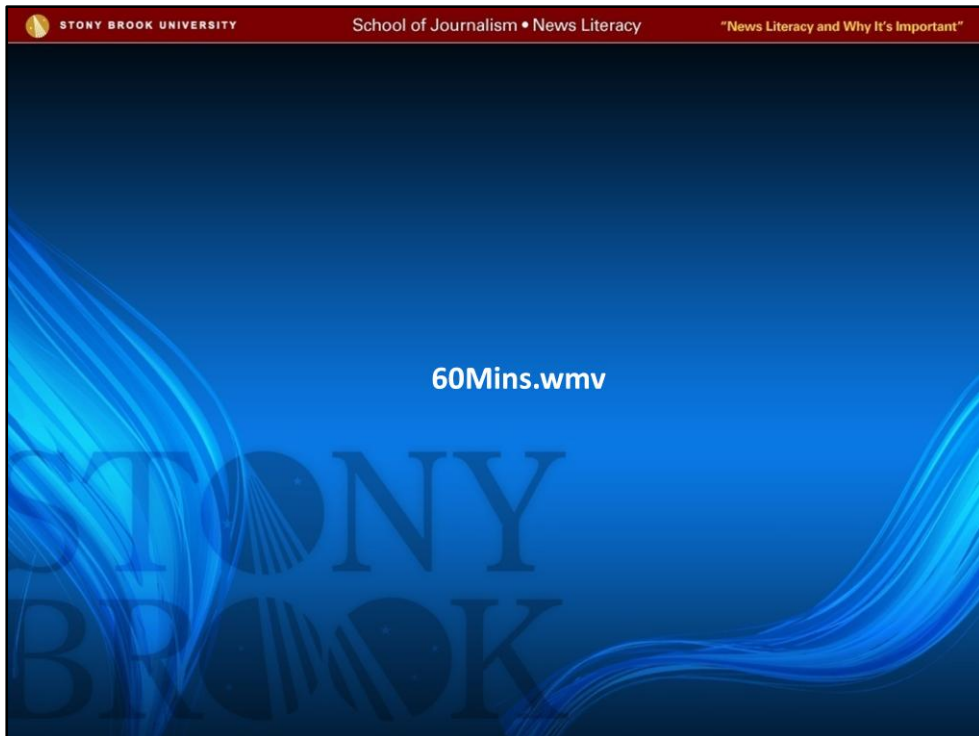 STONY BROOK UNIVERSITY
School of Journalism • News Literacy
"News Literacy and Why It's Important"
60Mins.wmv
STONY
BROOK